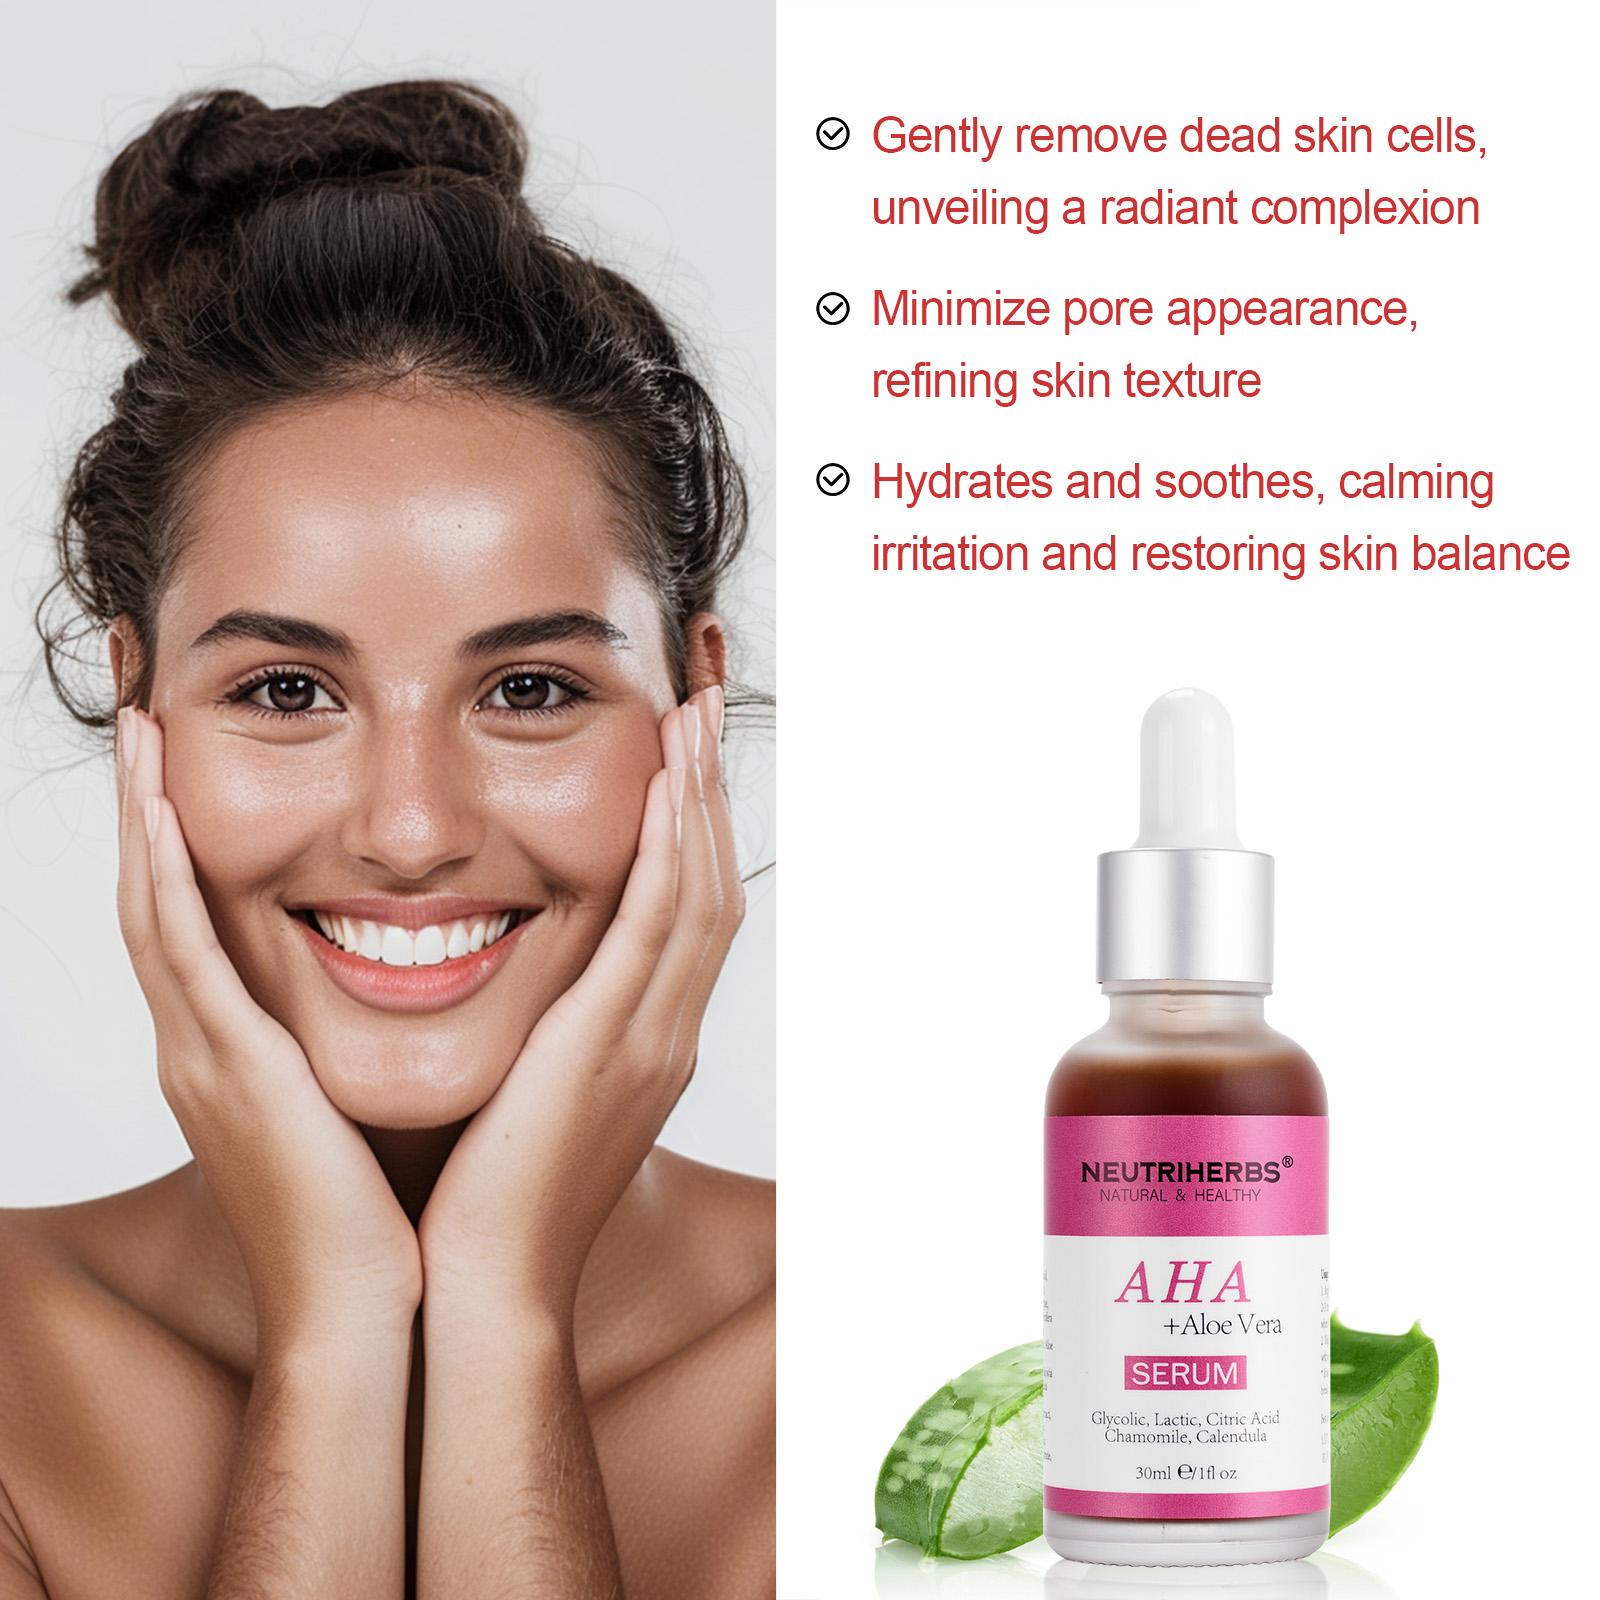 Gently remove dead skin cells,
unveiling a radiant complexion
Minimize pore appearance,
refining skin texture
Hydrates and soothes, calming
irritation and restoring skin balance
NEUTRIHERBS®
NATURAL & HEALTHY
AHA
+Aloe Vera
SERUM
Glycolic, Lactic, Citric Acid
Chamomile, Calendula
30ml ℮/1fl oz